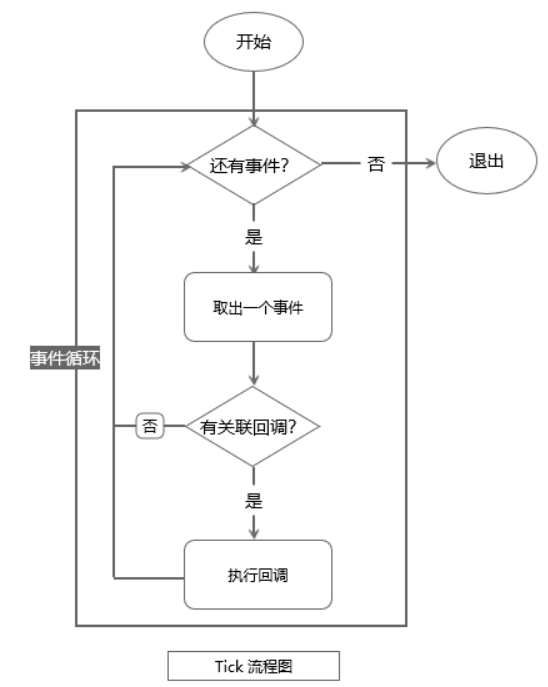 开始
还有事件?
否
退出
是
取出一个事件
事件循环
有关联回调?
否
是
执行回调
Tick 流程图